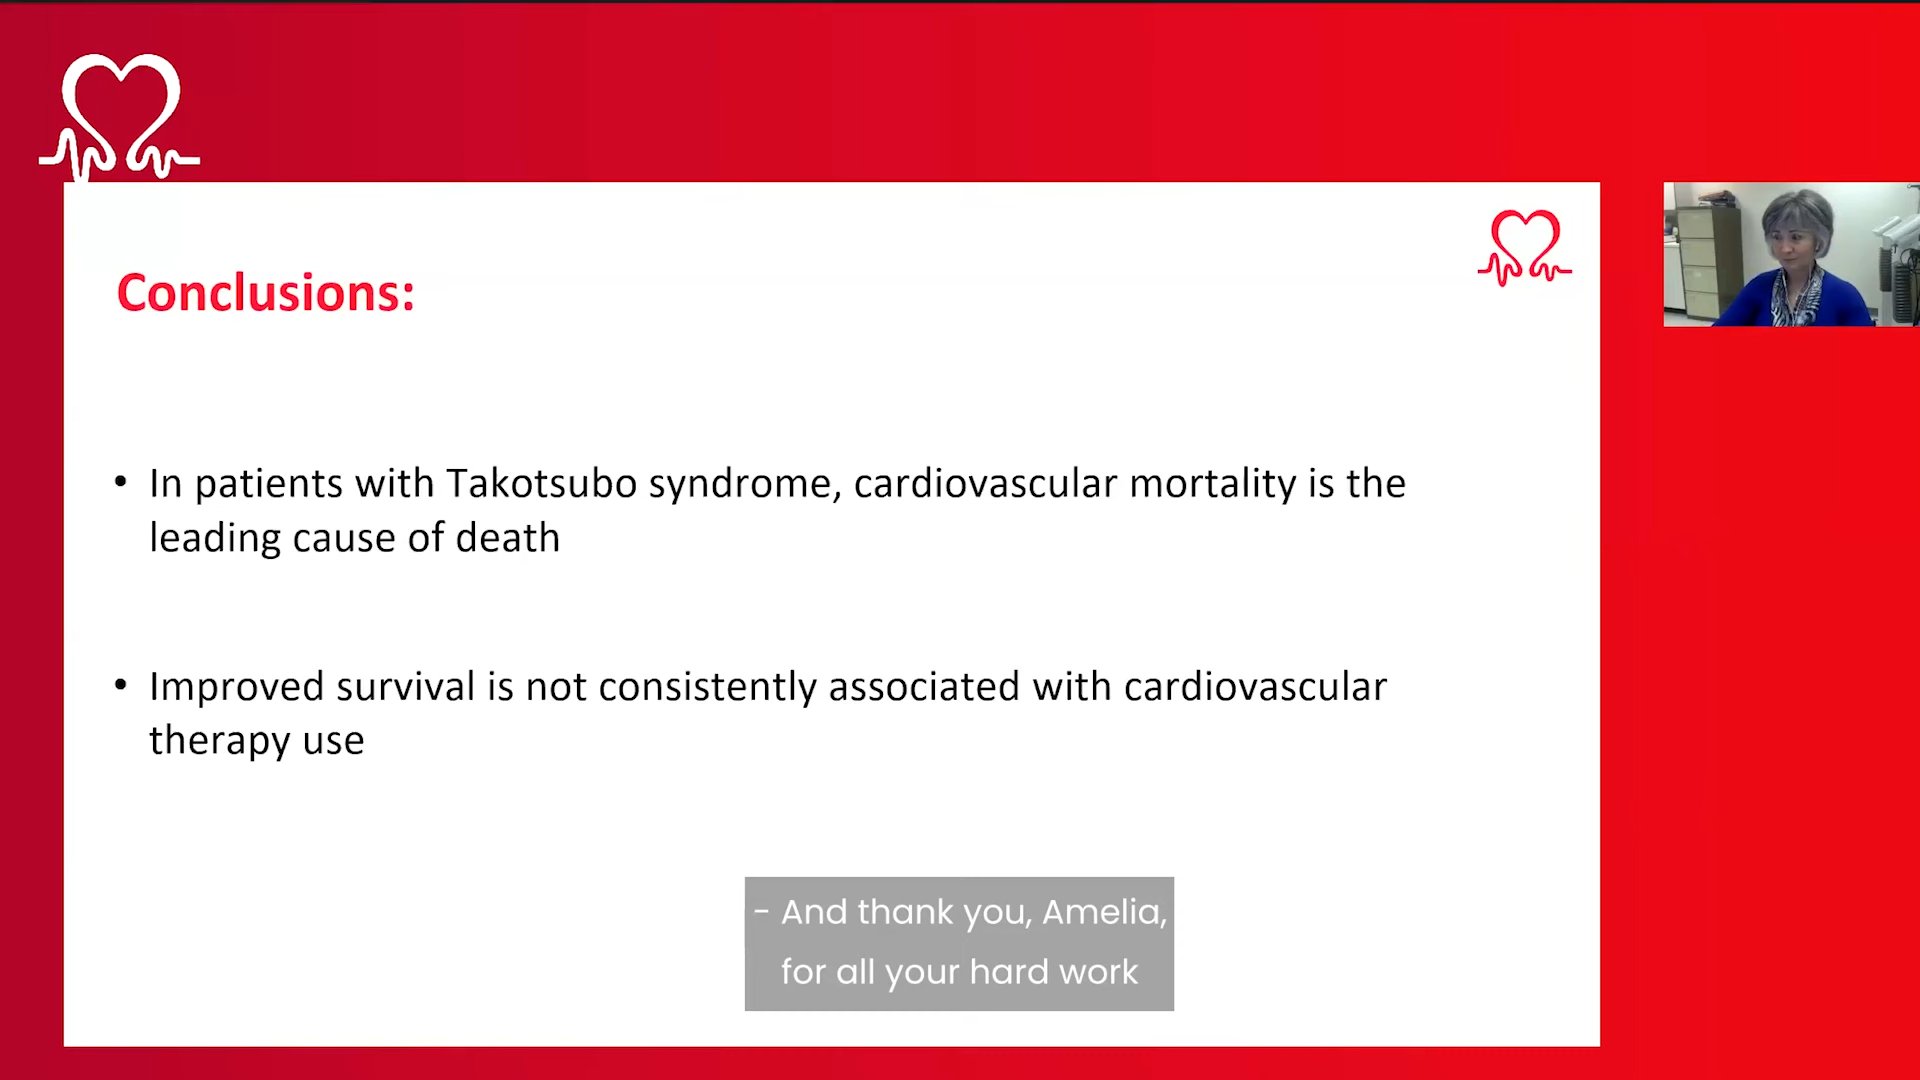 Conclusions:
• In patients with Takotsubo syndrome, cardiovascular mortality is the
leading cause of death
• Improved survival is not consistently associated with cardiovascular
therapy use
- And thank you, Amelia,
for all your hard work